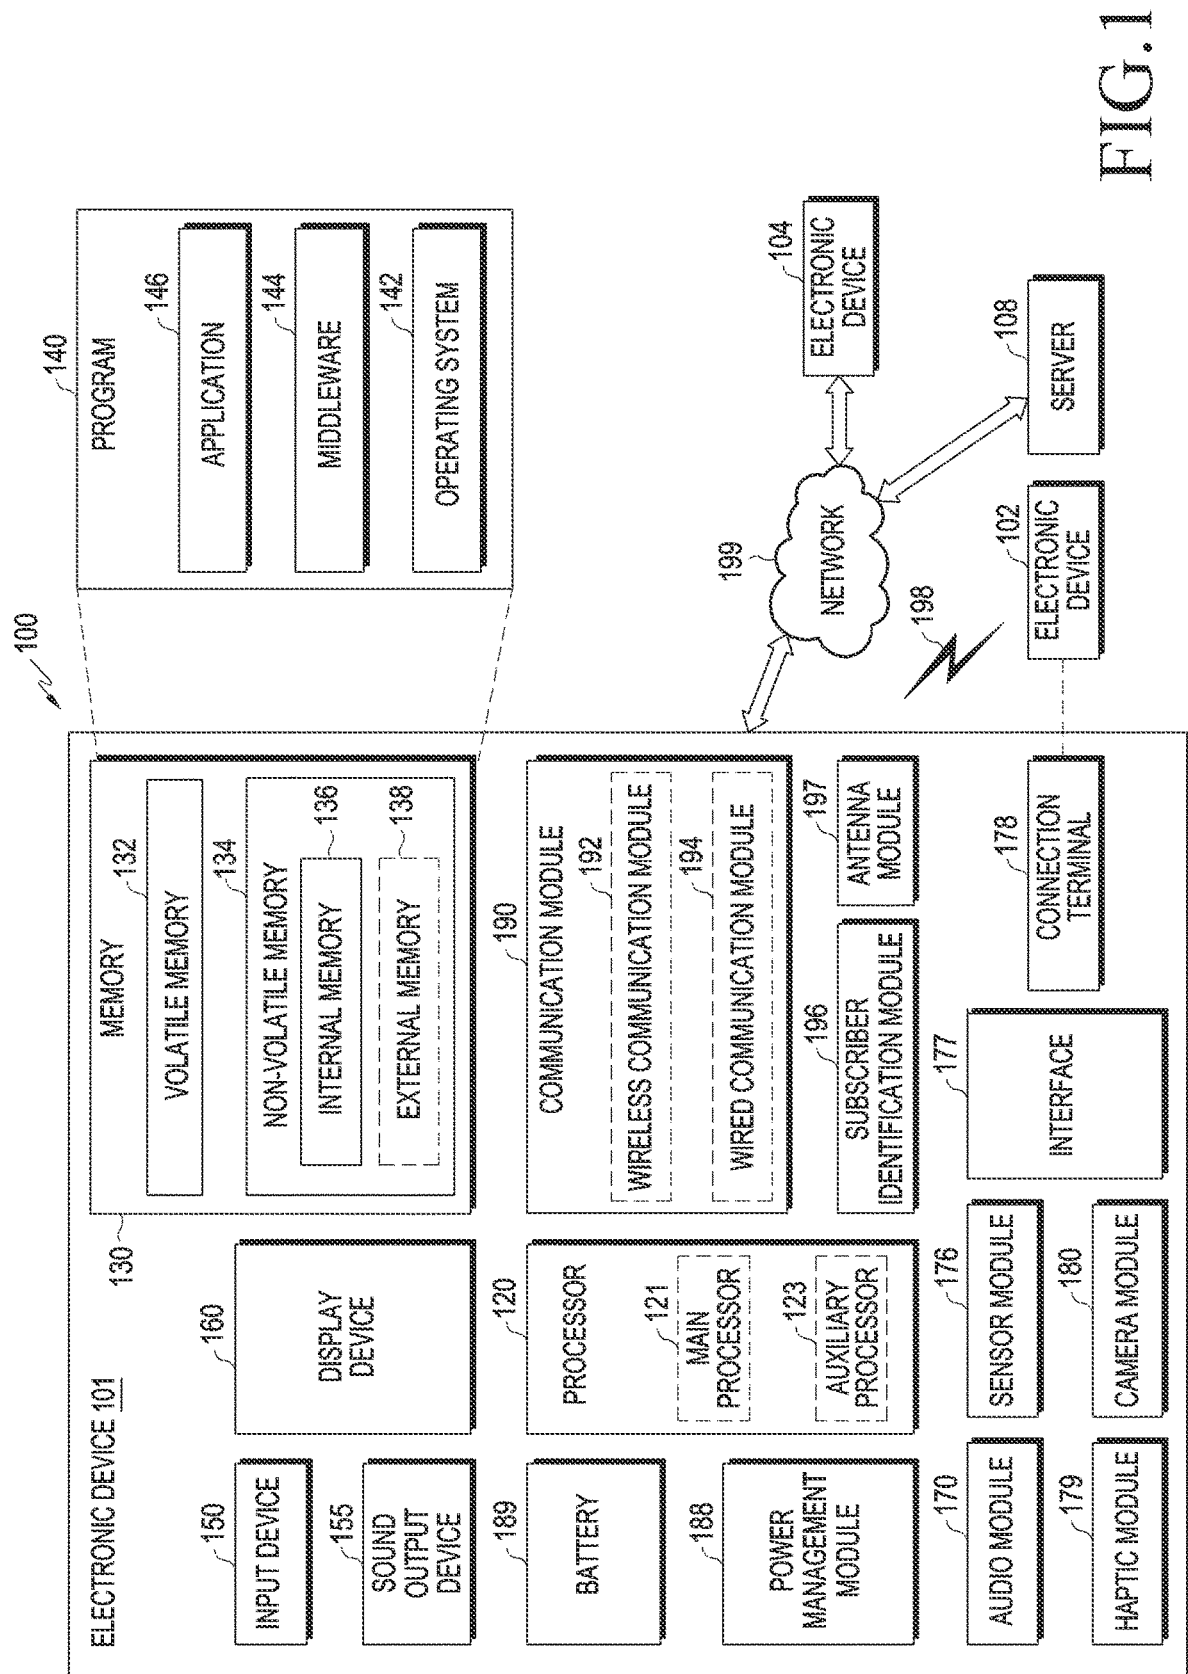 100
ELECTRONIC DEVICE 101
130
MEMORY
VOLATILE MEMORY
132
NON-VOLATILE MEMORY
134
INTERNAL MEMORY
136
EXTERNAL MEMORY
138
140
PROGRAM
146
APPLICATION
144
MIDDLEWARE
142
OPERATING SYSTEM
150
INPUT DEVICE
155
SOUND
OUTPUT
DEVICE
160
DISPLAY
DEVICE
189
BATTERY
188
POWER
MANAGEMENT
MODULE
120
PROCESSOR
121
MAIN
PROCESSOR
123
AUXILIARY
PROCESSOR
190
COMMUNICATION MODULE
192
WIRELESS COMMUNICATION MODULE
194
WIRED COMMUNICATION MODULE
196
SUBSCRIBER
IDENTIFICATION MODULE
197
ANTENNA
MODULE
199
NETWORK
104
ELECTRONIC
DEVICE
198
108
SERVER
102
ELECTRONIC
DEVICE
170
AUDIO MODULE
176
SENSOR MODULE
177
INTERFACE
178
CONNECTION
TERMINAL
179
HAPTIC MODULE
180
CAMERA MODULE
FIG.1